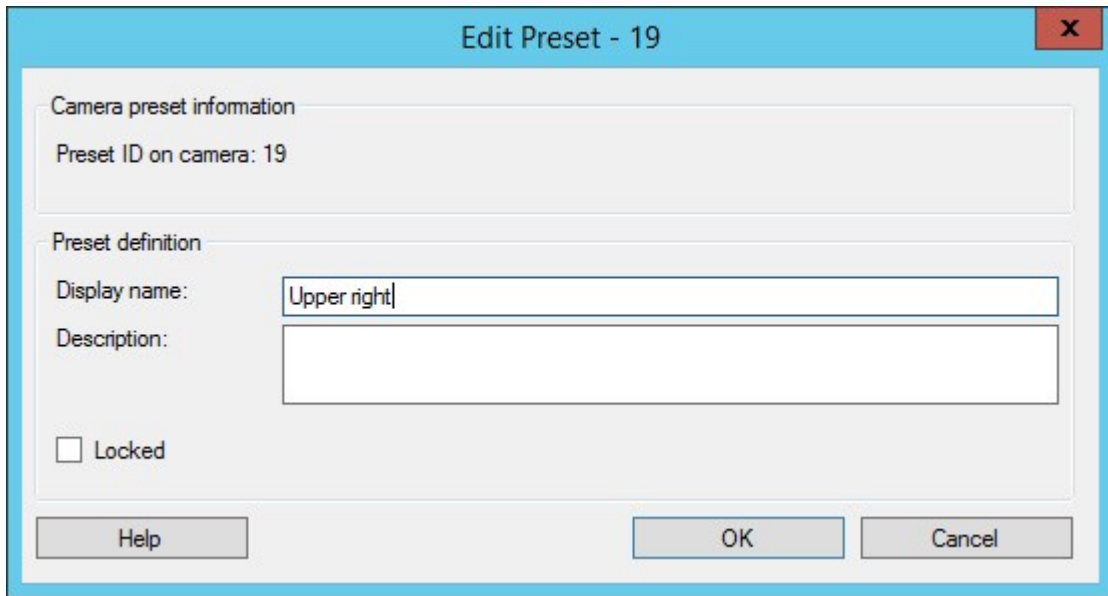 Edit Preset - 19
x
Camera preset information
Preset ID on camera: 19
Preset definition
Display name: Upper right
Description:
Locked
Help OK Cancel